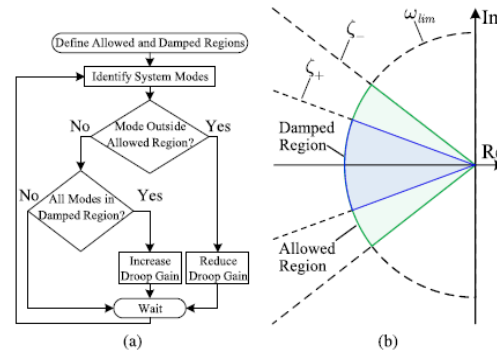 Define Allowed and Damped Regions
Identify System Modes
No
Mode Outside
Allowed Region?
Yes
No
All Modes in
Damped Region?
Yes
Increase
Droop Gain
Reduce
Droop Gain
Wait
(a)
ζ−
ω_lim
Im
ζ+
Damped
Region
Re
Allowed
Region
(b)